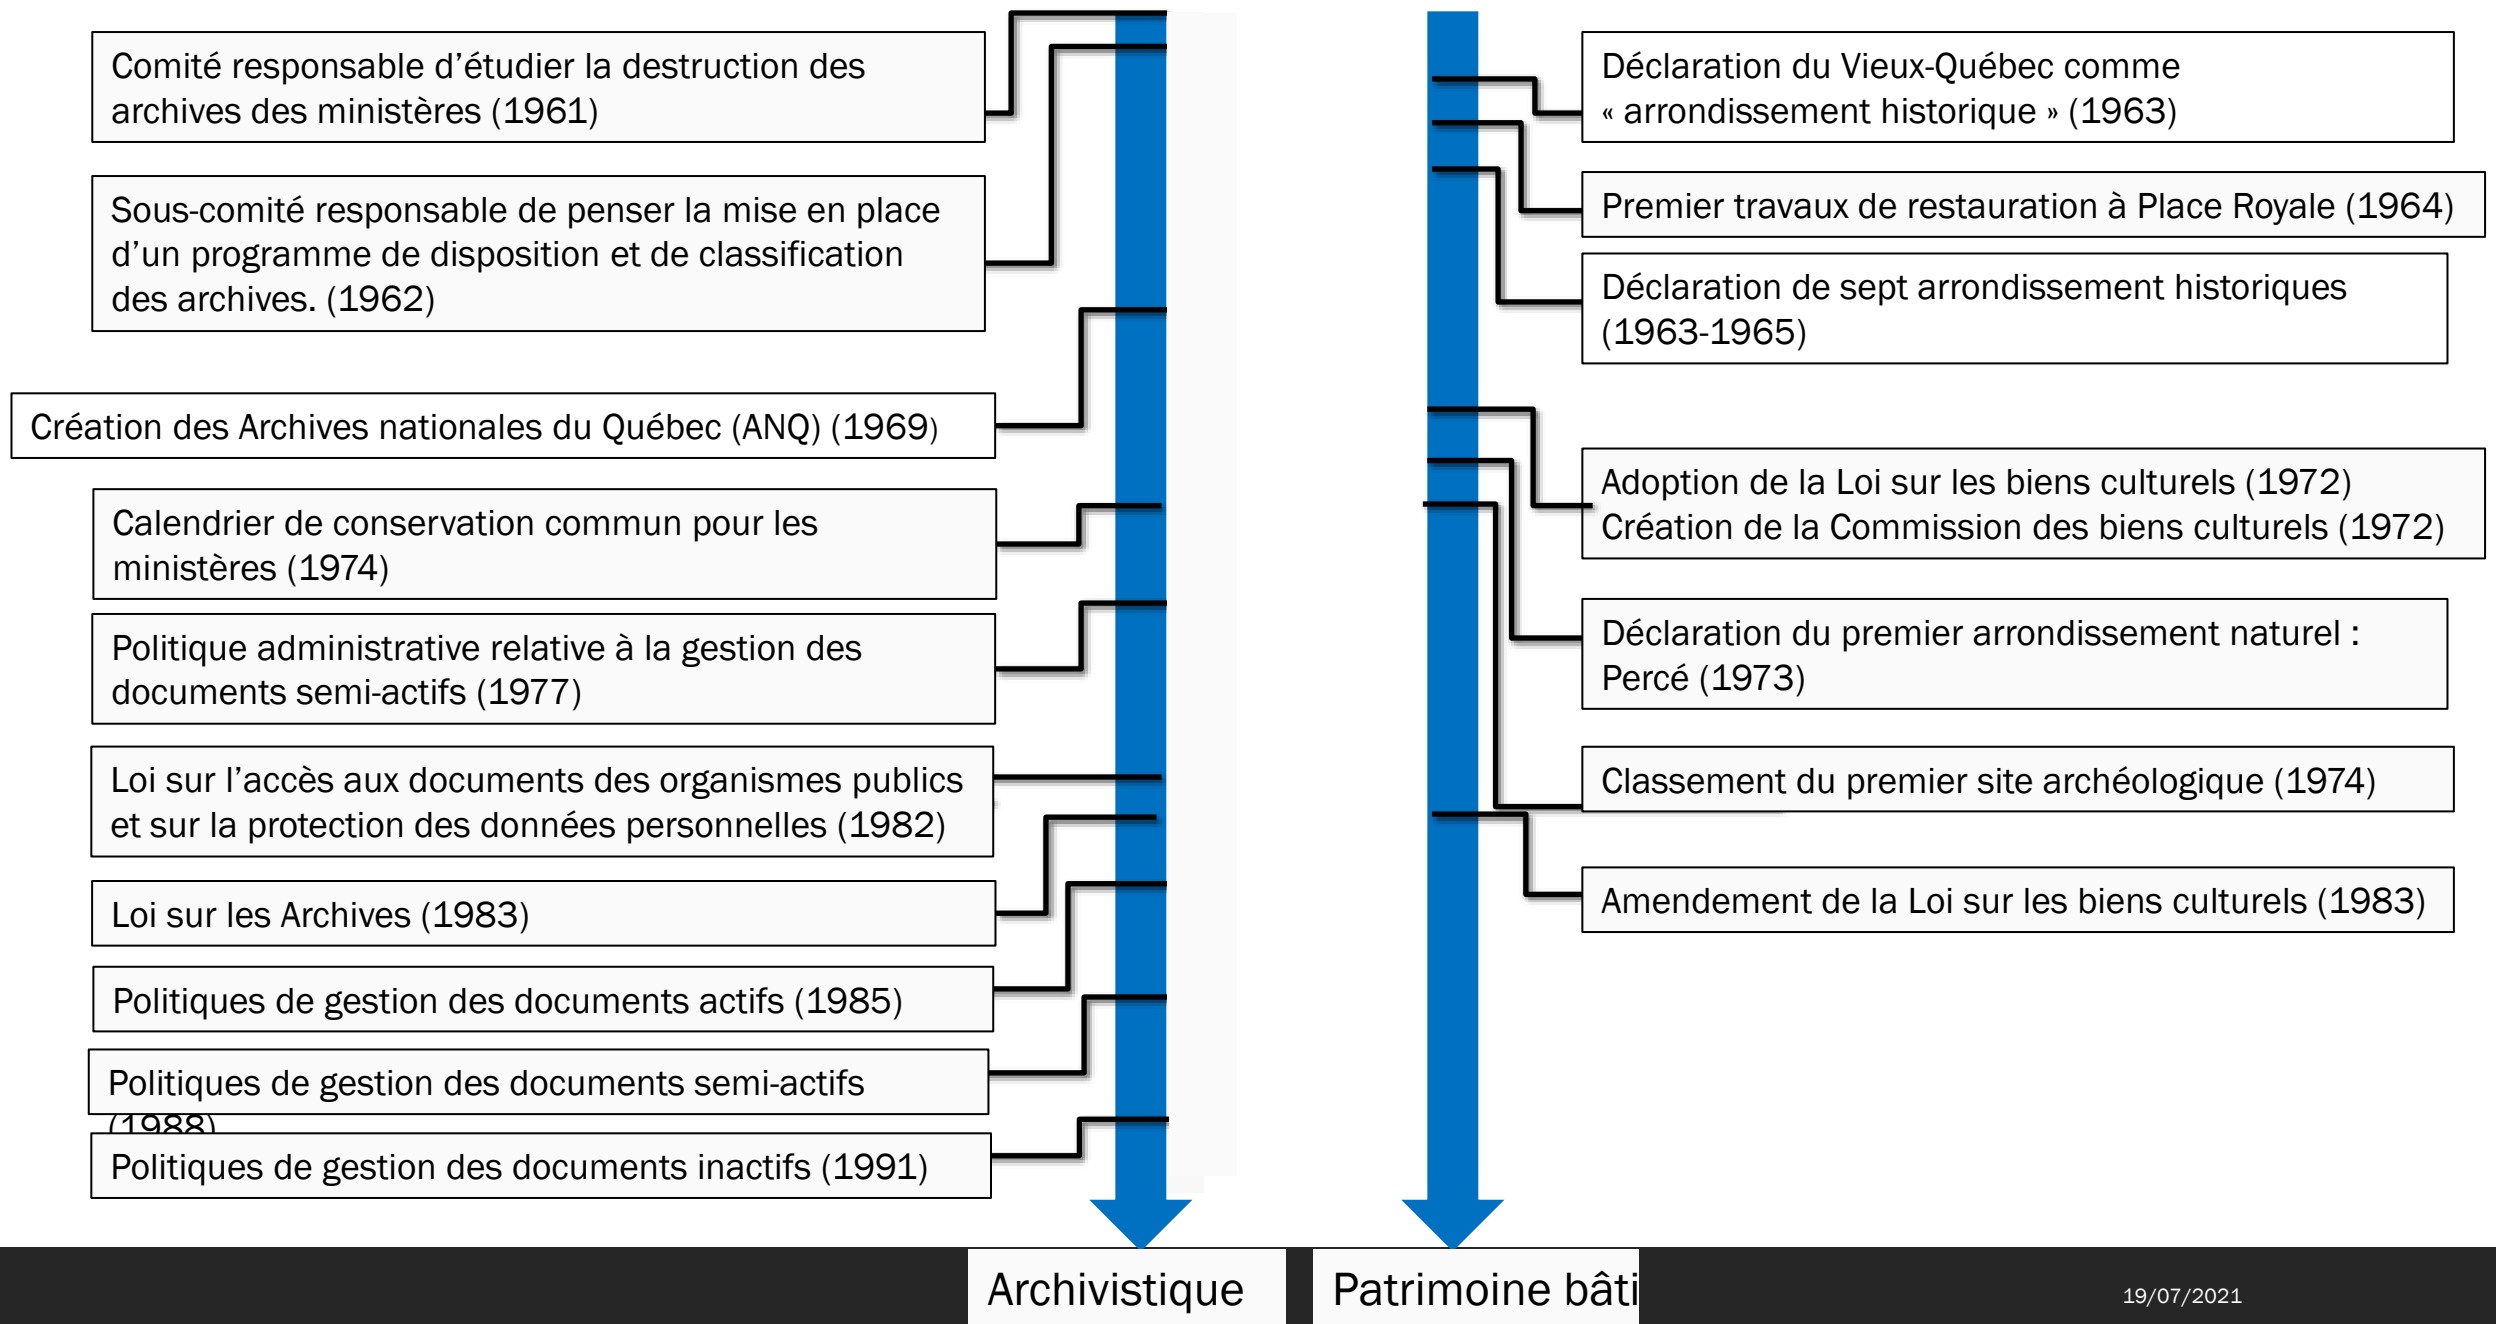 Comité responsable d’étudier la destruction des
archives des ministères (1961)
Sous-comité responsable de penser la mise en place
d’un programme de disposition et de classification
des archives. (1962)
Création des Archives nationales du Québec (ANQ) (1969)
Calendrier de conservation commun pour les
ministères (1974)
Politique administrative relative à la gestion des
documents semi-actifs (1977)
Loi sur l’accès aux documents des organismes publics
et sur la protection des données personnelles (1982)
Loi sur les Archives (1983)
Politiques de gestion des documents actifs (1985)
Politiques de gestion des documents semi-actifs
(1988)
Politiques de gestion des documents inactifs (1991)
Déclaration du Vieux-Québec comme
« arrondissement historique » (1963)
Premier travaux de restauration à Place Royale (1964)
Déclaration de sept arrondissement historiques
(1963-1965)
Adoption de la Loi sur les biens culturels (1972)
Création de la Commission des biens culturels (1972)
Déclaration du premier arrondissement naturel :
Percé (1973)
Classement du premier site archéologique (1974)
Amendement de la Loi sur les biens culturels (1983)
Archivistique
Patrimoine bâti
19/07/2021